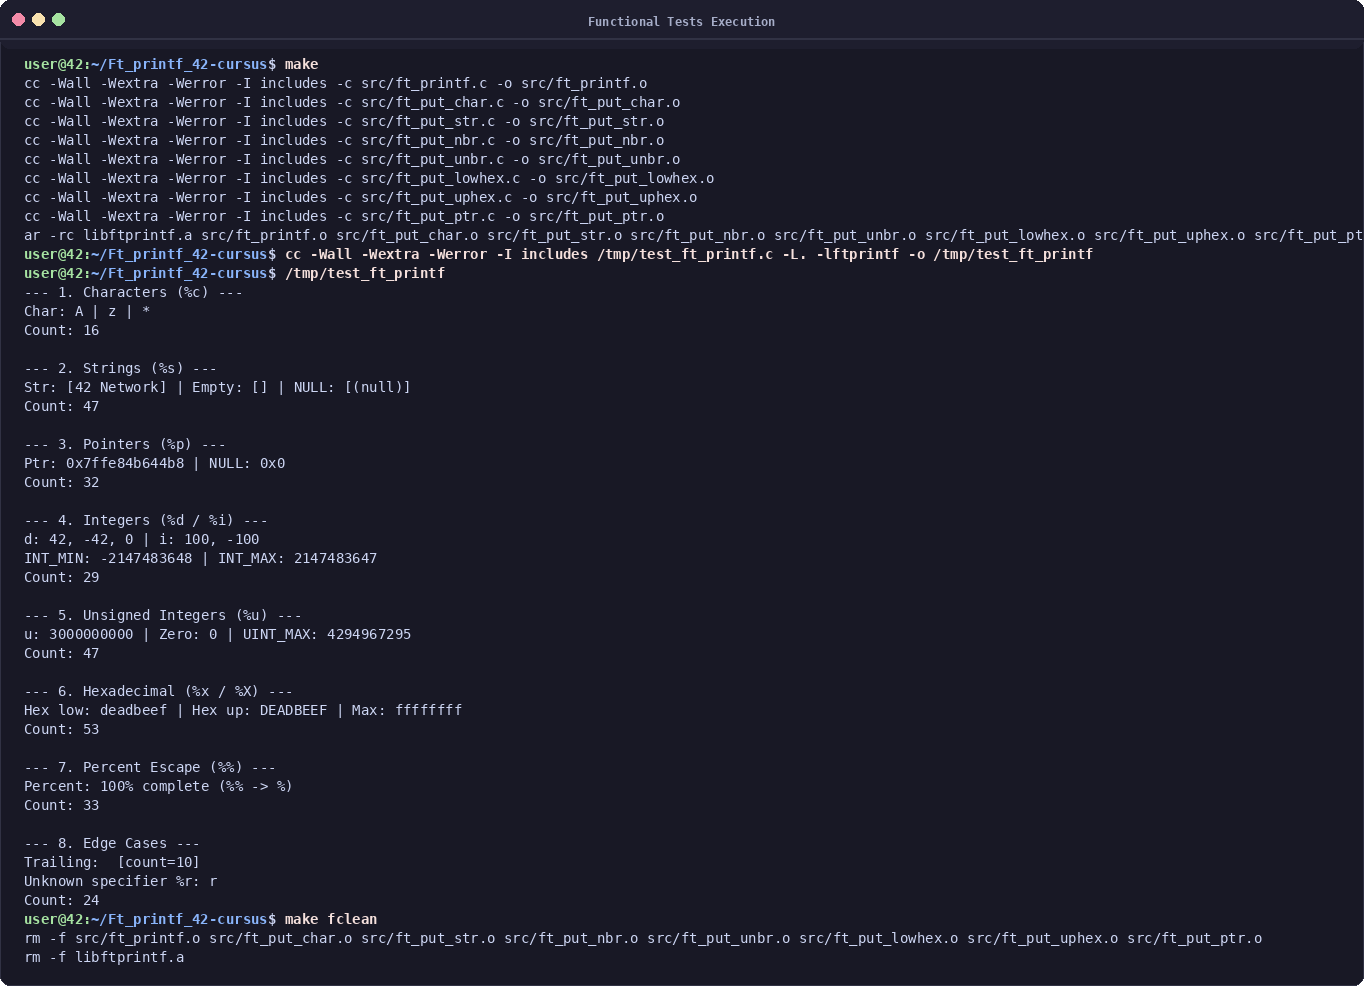 Functional Tests Execution
user@42:~/Ft_printf_42-cursus$ make
cc -Wall -Wextra -Werror -I includes -c src/ft_printf.c -o src/ft_printf.o
cc -Wall -Wextra -Werror -I includes -c src/ft_put_char.c -o src/ft_put_char.o
cc -Wall -Wextra -Werror -I includes -c src/ft_put_str.c -o src/ft_put_str.o
cc -Wall -Wextra -Werror -I includes -c src/ft_put_nbr.c -o src/ft_put_nbr.o
cc -Wall -Wextra -Werror -I includes -c src/ft_put_unbr.c -o src/ft_put_unbr.o
cc -Wall -Wextra -Werror -I includes -c src/ft_put_lowhex.c -o src/ft_put_lowhex.o
cc -Wall -Wextra -Werror -I includes -c src/ft_put_uphex.c -o src/ft_put_uphex.o
cc -Wall -Wextra -Werror -I includes -c src/ft_put_ptr.c -o src/ft_put_ptr.o
ar -rc libftprintf.a src/ft_printf.o src/ft_put_char.o src/ft_put_str.o src/ft_put_nbr.o src/ft_put_unbr.o src/ft_put_lowhex.o src/ft_put_uphex.o src/ft_put_pt
user@42:~/Ft_printf_42-cursus$ cc -Wall -Wextra -Werror -I includes /tmp/test_ft_printf.c -L. -lftprintf -o /tmp/test_ft_printf
user@42:~/Ft_printf_42-cursus$ /tmp/test_ft_printf
--- 1. Characters (%c) ---
Char: A | z | *
Count: 16

--- 2. Strings (%s) ---
Str: [42 Network] | Empty: [] | NULL: [(null)]
Count: 47

--- 3. Pointers (%p) ---
Ptr: 0x7ffe84b644b8 | NULL: 0x0
Count: 32

--- 4. Integers (%d / %i) ---
d: 42, -42, 0 | i: 100, -100
INT_MIN: -2147483648 | INT_MAX: 2147483647
Count: 29

--- 5. Unsigned Integers (%u) ---
u: 3000000000 | Zero: 0 | UINT_MAX: 4294967295
Count: 47

--- 6. Hexadecimal (%x / %X) ---
Hex low: deadbeef | Hex up: DEADBEEF | Max: ffffffff
Count: 53

--- 7. Percent Escape (%%) ---
Percent: 100% complete (%% -> %)
Count: 33

--- 8. Edge Cases ---
Trailing:  [count=10]
Unknown specifier %r: r
Count: 24
user@42:~/Ft_printf_42-cursus$ make fclean
rm -f src/ft_printf.o src/ft_put_char.o src/ft_put_str.o src/ft_put_nbr.o src/ft_put_unbr.o src/ft_put_lowhex.o src/ft_put_uphex.o src/ft_put_ptr.o
rm -f libftprintf.a